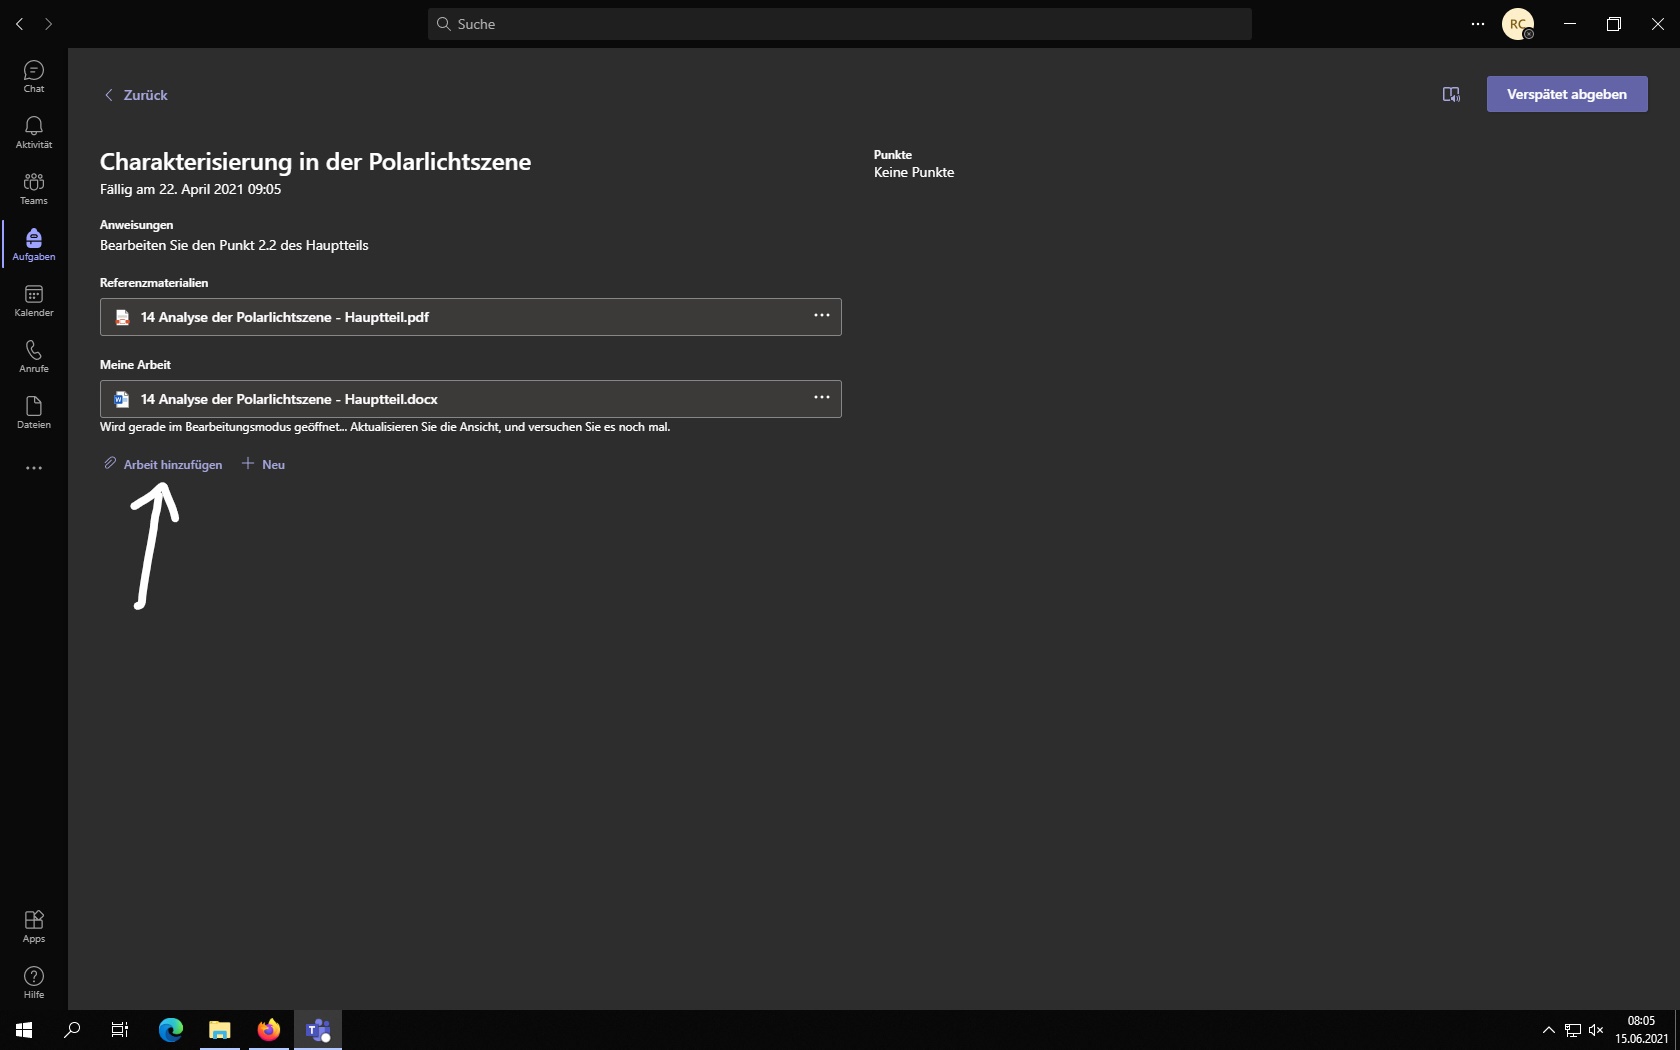 Suche
RC
Chat
Aktivität
Teams
Aufgaben
Kalender
Anrufe
Dateien
Zurück
Verspätet abgeben
Charakterisierung in der Polarlichtszene
Fällig am 22. April 2021 09:05
Punkte
Keine Punkte
Anweisungen
Bearbeiten Sie den Punkt 2.2 des Hauptteils
Referenzmaterialien
14 Analyse der Polarlichtszene - Hauptteil.pdf
Meine Arbeit
14 Analyse der Polarlichtszene - Hauptteil.docx
Wird gerade im Bearbeitungsmodus geöffnet... Aktualisieren Sie die Ansicht, und versuchen Sie es noch mal.
Arbeit hinzufügen
Neu
Apps
Hilfe
08:05
15.06.2021